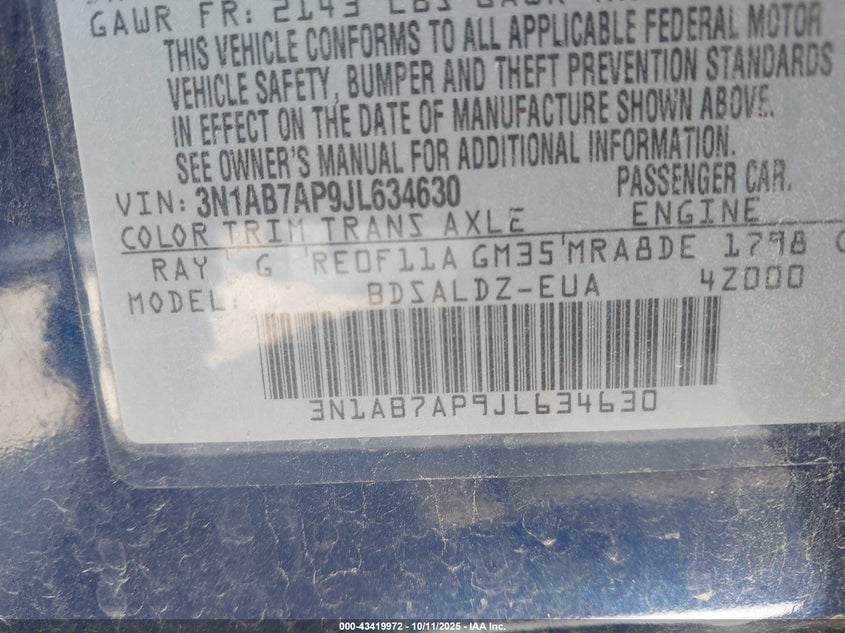 GAWR FR: 2143 LBS GAWR
THIS VEHICLE CONFORMS TO ALL APPLICABLE FEDERAL MOTOR
VEHICLE SAFETY, BUMPER AND THEFT PREVENTION STANDARDS
IN EFFECT ON THE DATE OF MANUFACTURE SHOWN ABOVE.
SEE OWNER'S MANUAL FOR ADDITIONAL INFORMATION.
VIN: 3N1AB7AP9JL634630 PASSENGER CAR.
COLOR TRIM TRANS AXLE ENGINE
RAY G RE0F11A GM35 MRA8DE 1798
MODEL: BDSALDZ-EUA 42000
3N1AB7AP9JL634630
000-43419972 - 10/11/2025 - IAA Inc.